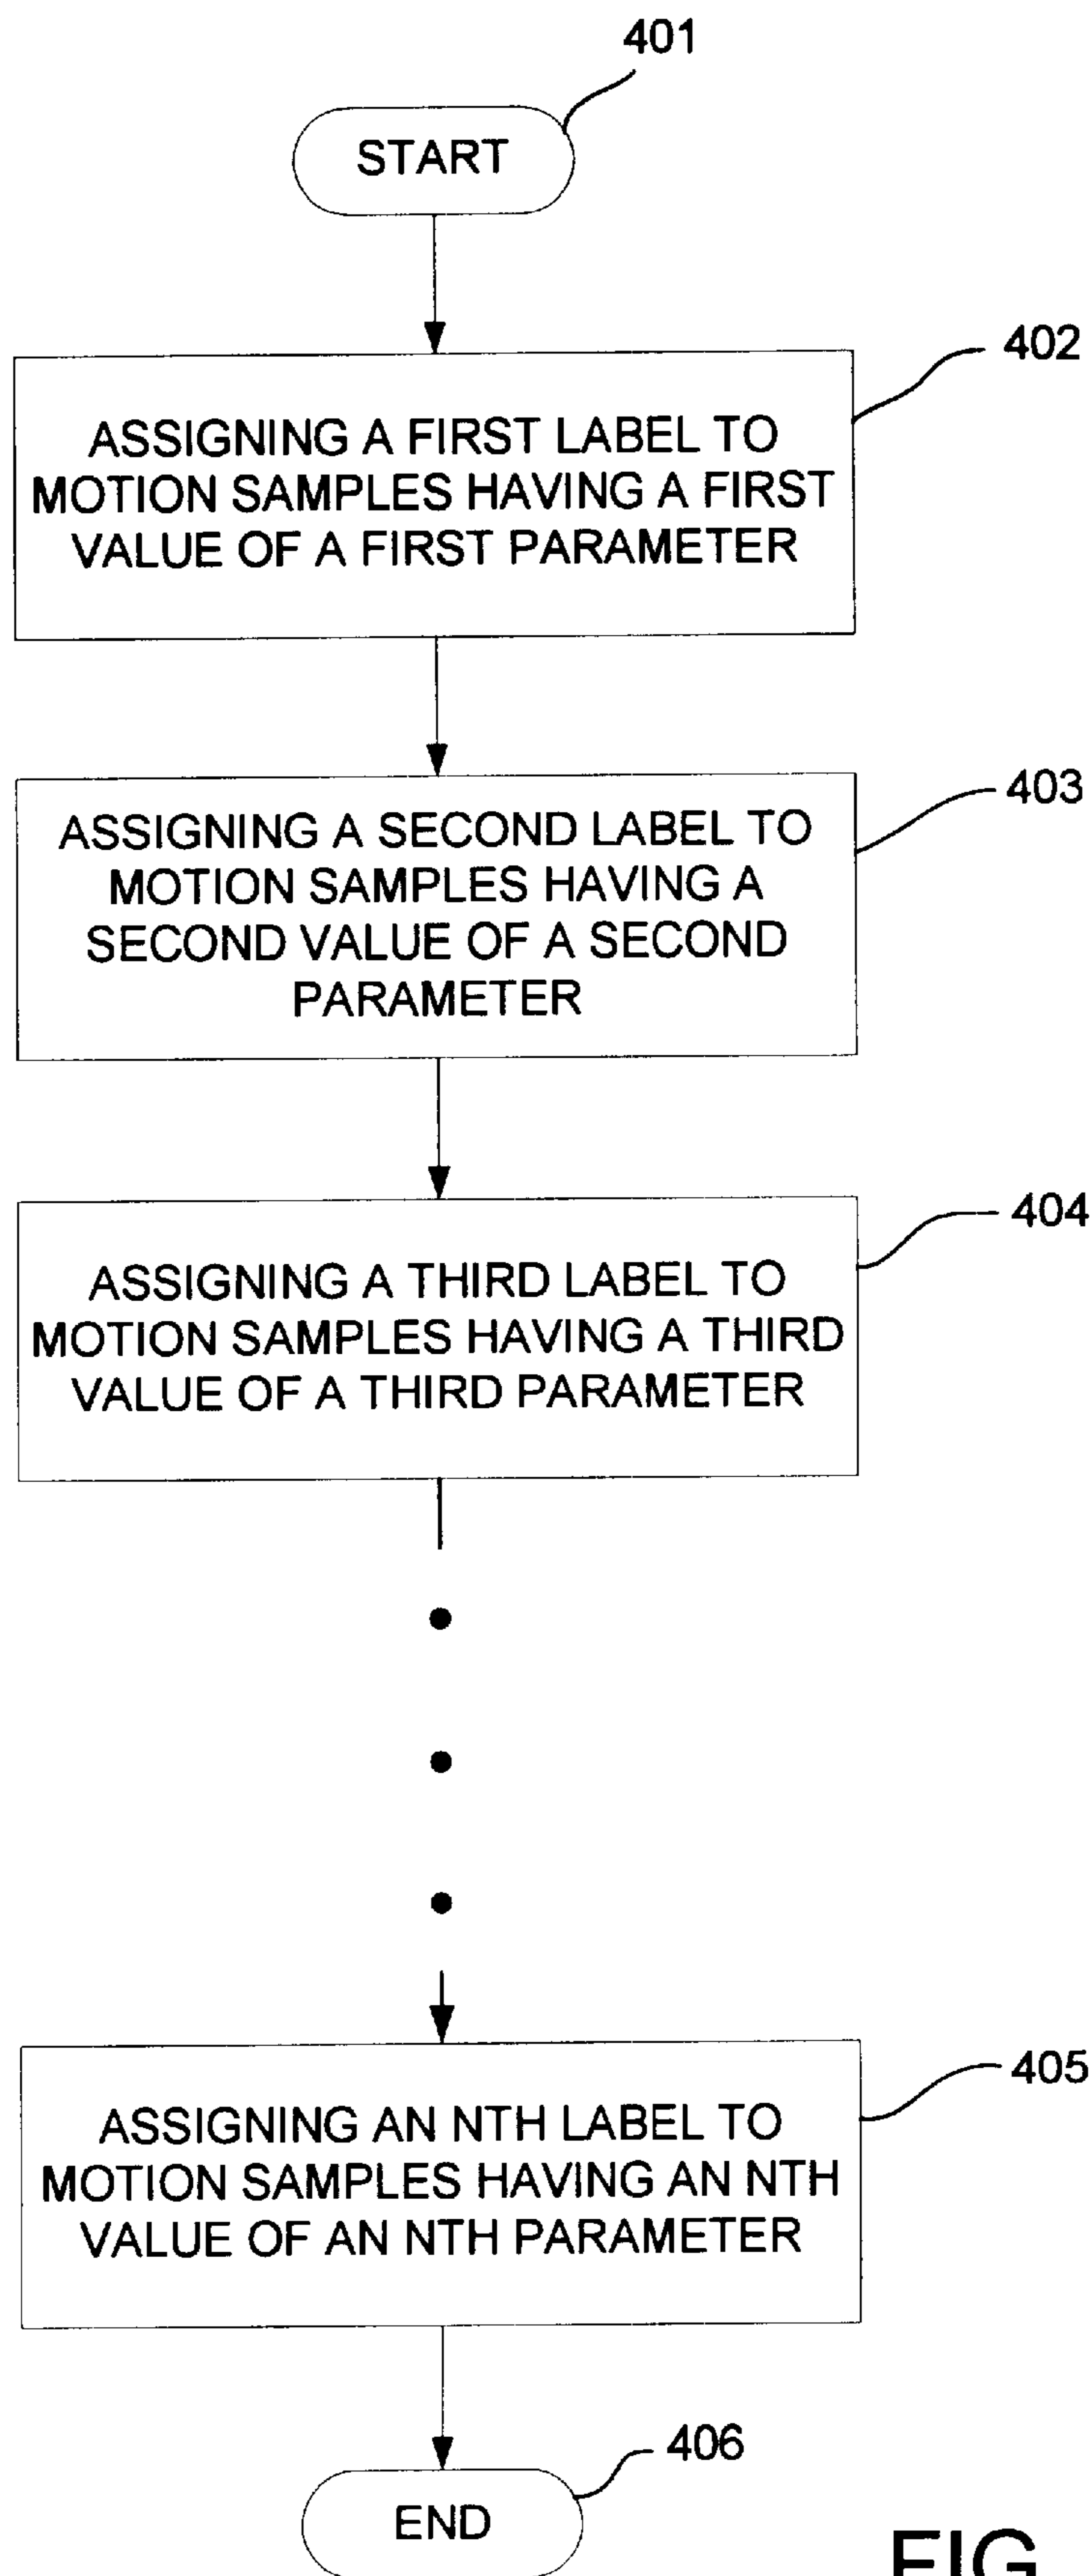 401
START
402
ASSIGNING A FIRST LABEL TO
MOTION SAMPLES HAVING A FIRST
VALUE OF A FIRST PARAMETER
403
ASSIGNING A SECOND LABEL TO
MOTION SAMPLES HAVING A
SECOND VALUE OF A SECOND
PARAMETER
404
ASSIGNING A THIRD LABEL TO
MOTION SAMPLES HAVING A THIRD
VALUE OF A THIRD PARAMETER
405
ASSIGNING AN NTH LABEL TO
MOTION SAMPLES HAVING AN NTH
VALUE OF AN NTH PARAMETER
406
END
FIG